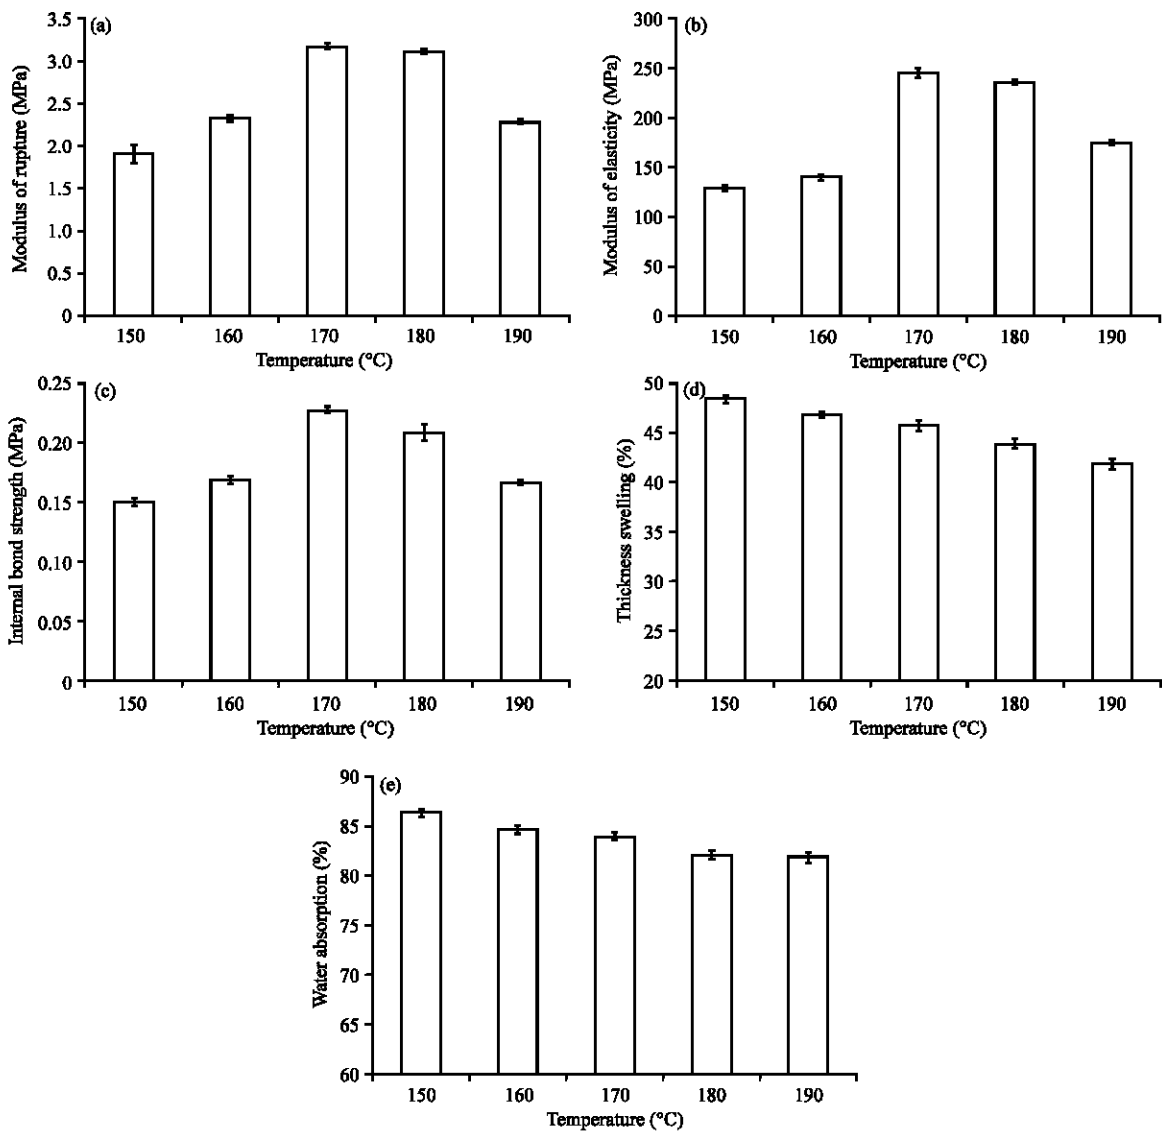 (a)
Modulus of rupture (MPa)
3.5
3.0
2.5
2.0
1.5
1.0
0.5
0
150 160 170 180 190
Temperature (°C)
(b)
Modulus of elasticity (MPa)
300
250
200
150
100
50
0
150 160 170 180 190
Temperature (°C)
(c)
Internal bond strength (MPa)
0.25
0.20
0.15
0.10
0.05
0
150 160 170 180 190
Temperature (°C)
(d)
Thickness swelling (%)
50
45
40
35
30
25
20
150 160 170 180 190
Temperature (°C)
(e)
Water absorption (%)
90
85
80
75
70
65
60
150 160 170 180 190
Temperature (°C)